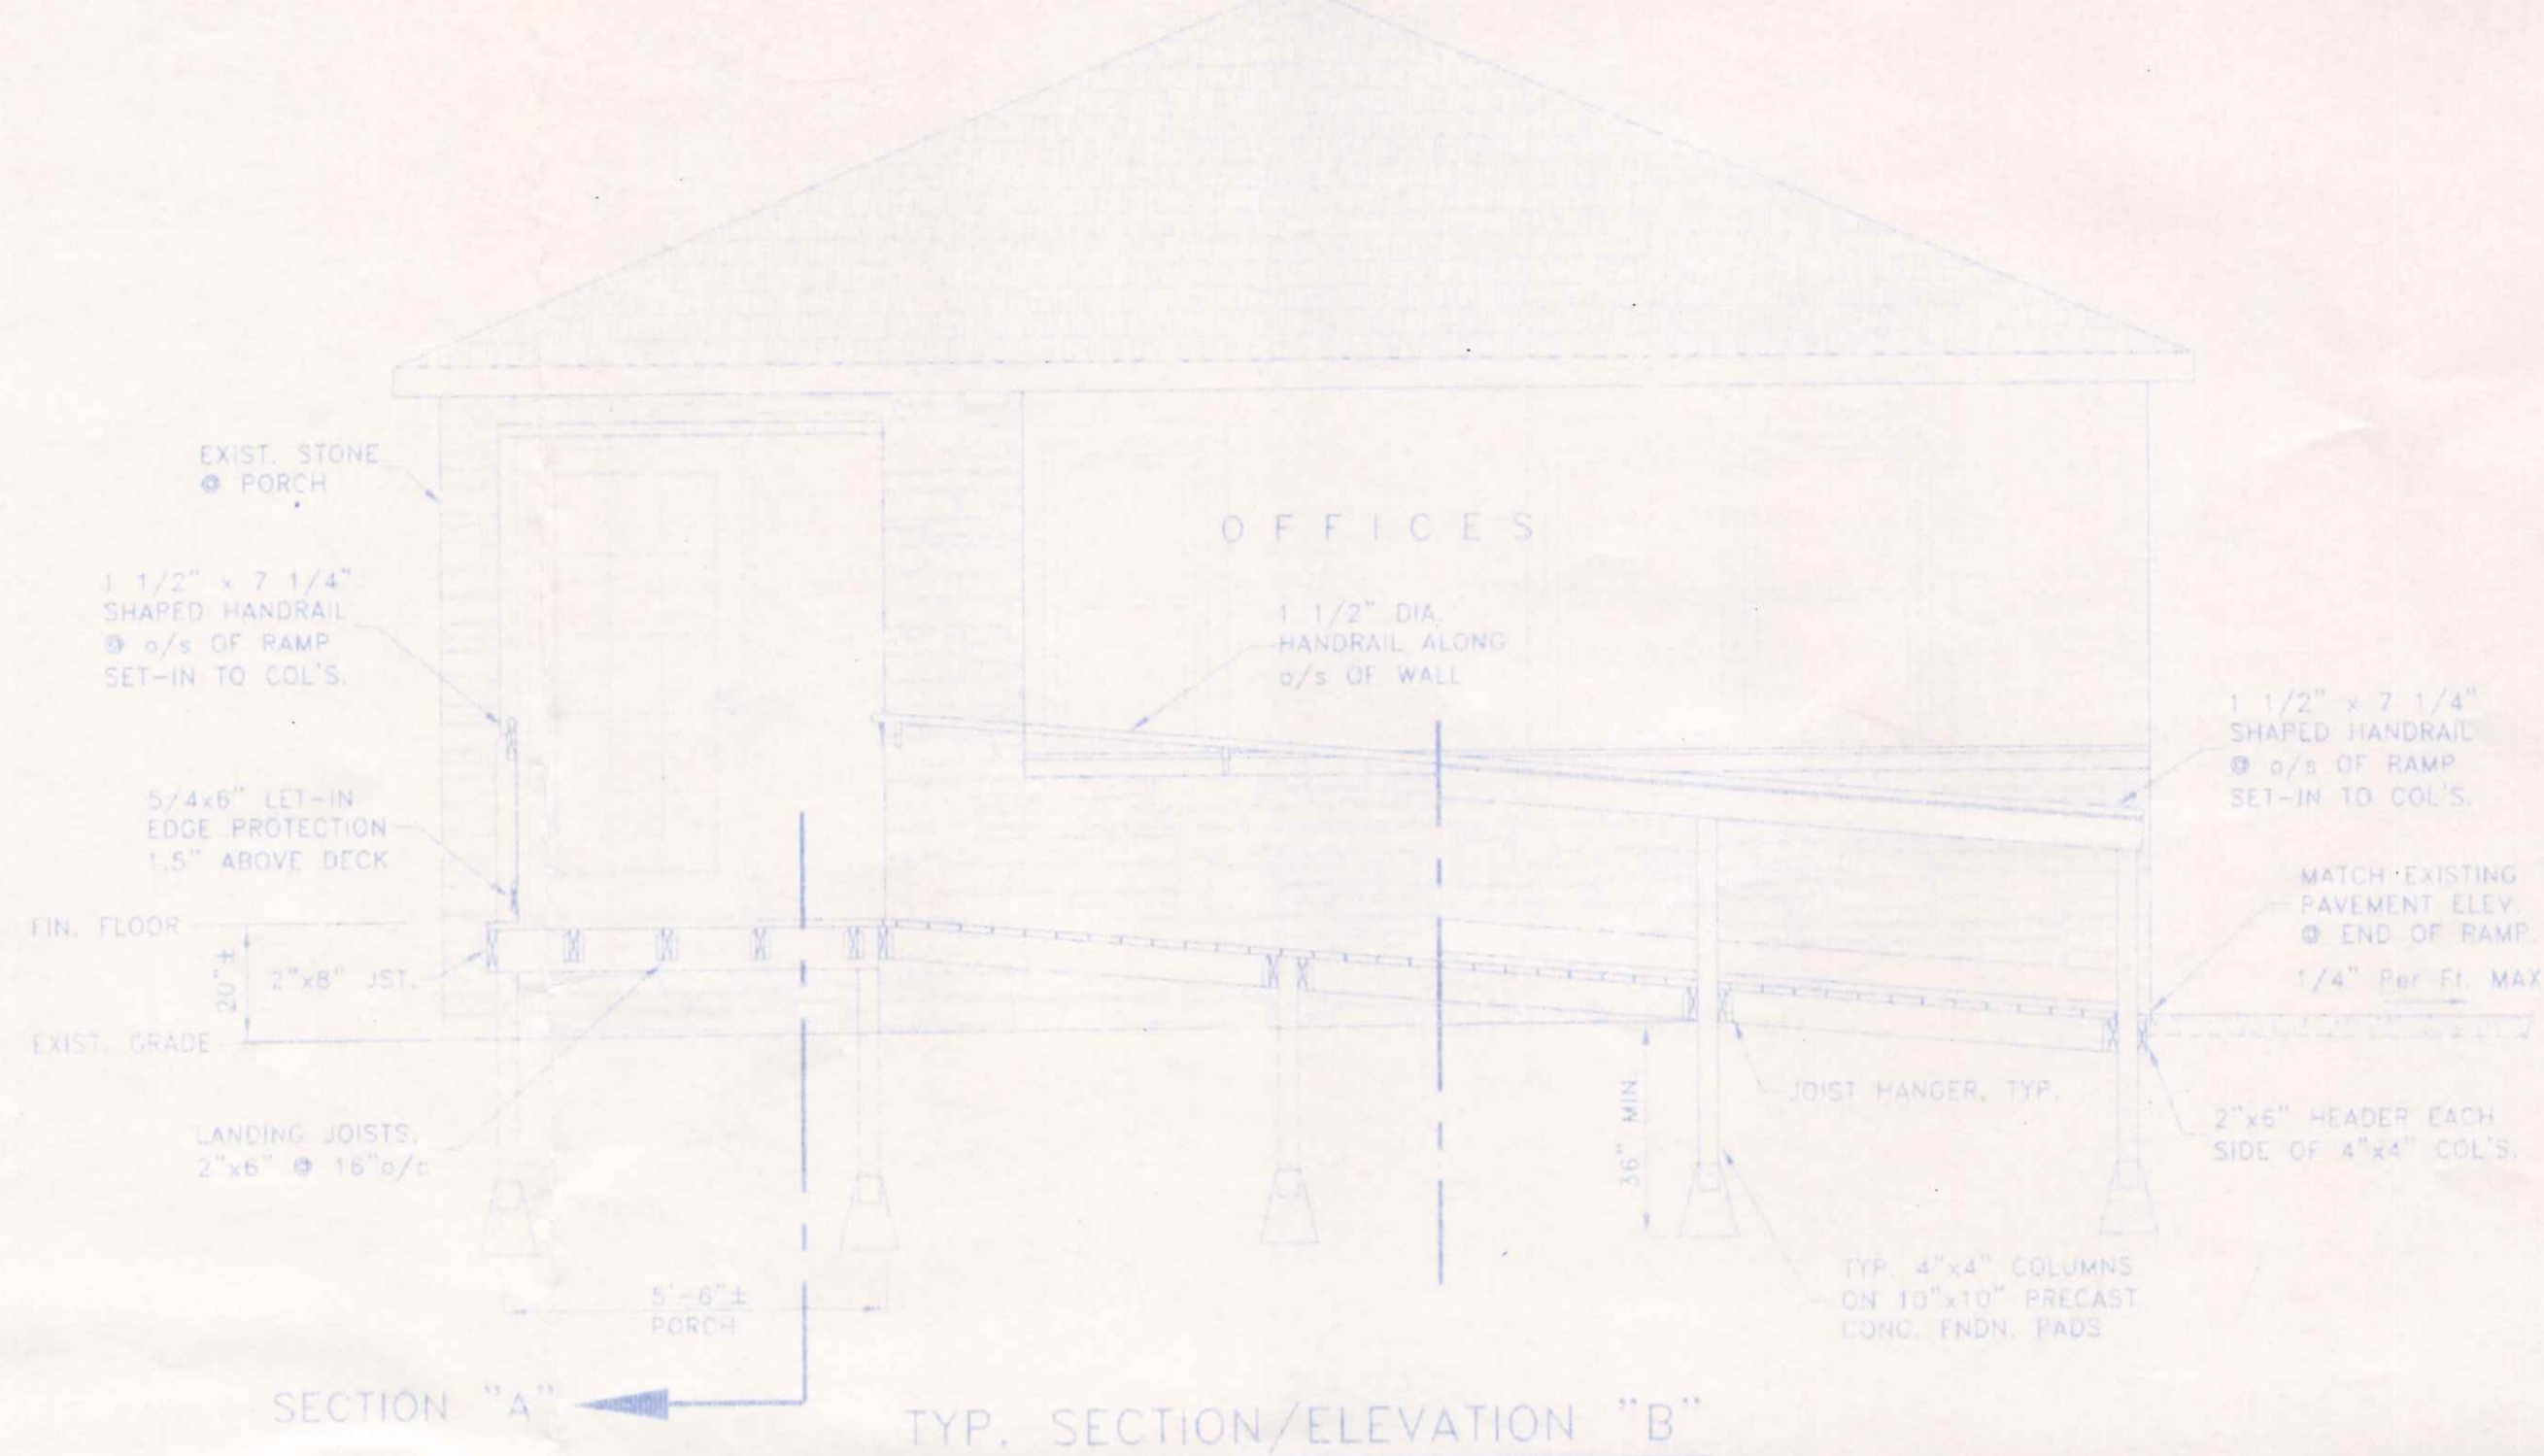 EXIST. STONE
@ PORCH
1 1/2" x 7 1/4"
SHAPED HANDRAIL
@ o/s OF RAMP
SET-IN TO COL'S.
5/4x6" LET-IN
EDGE PROTECTION
1.5" ABOVE DECK
FIN. FLOOR
20"±
2"x8" JST.
EXIST. GRADE
LANDING JOISTS,
2"x6" @ 16"o/c
5'-6"±
PORCH
SECTION "A"
OFFICES
1 1/2" DIA.
HANDRAIL ALONG
o/s OF WALL
1 1/2" x 7 1/4"
SHAPED HANDRAIL
@ o/s OF RAMP
SET-IN TO COL'S.
MATCH EXISTING
PAVEMENT ELEV.
@ END OF RAMP.
1/4" Per Ft. MAX
36" MIN.
JOIST HANGER, TYP.
2"x6" HEADER EACH
SIDE OF 4"x4" COL'S.
TYP. 4"x4" COLUMNS
ON 10"x10" PRECAST
CONC. FNDN. PADS
TYP. SECTION/ELEVATION "B"